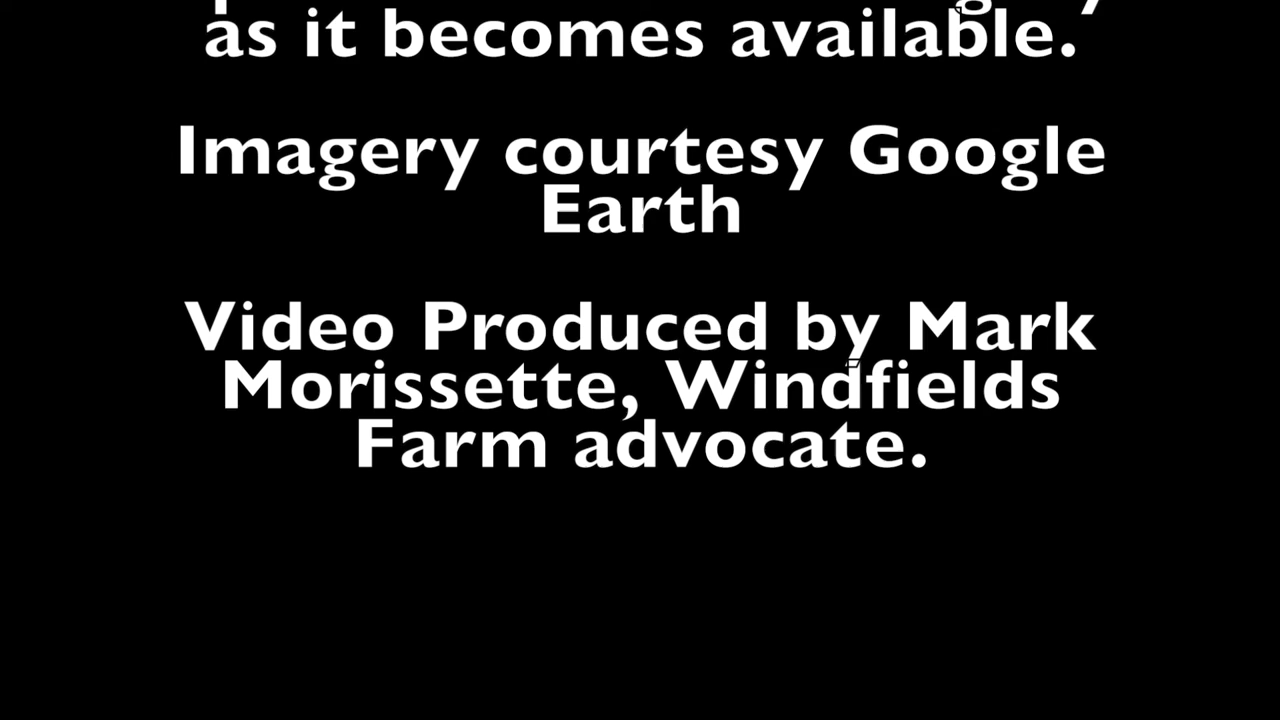 as it becomes available.
Imagery courtesy Google
Earth
Video Produced by Mark
Morissette, Windfields
Farm advocate.